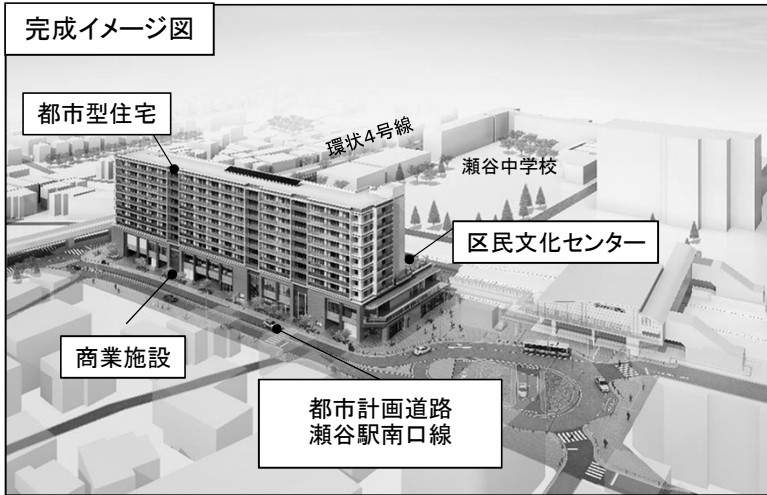 完成イメージ図
都市型住宅
環状4号線
瀬谷中学校
区民文化センター
商業施設
都市計画道路
瀬谷駅南口線